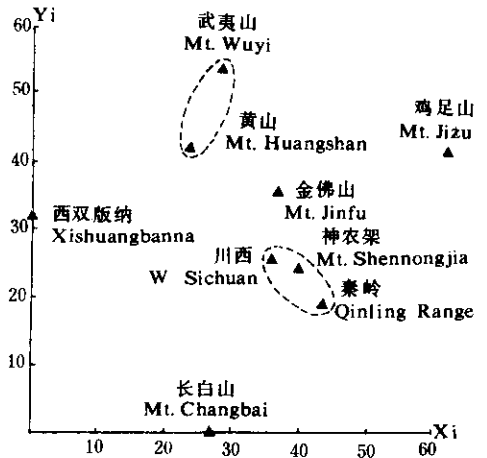 Yi
60
武夷山
Mt. Wuyi
50
鸡足山
Mt. Jizu
黄山
Mt. Huangshan
40
金佛山
Mt. Jinfu
30
西双版纳
Xishuangbanna
神农架
Mt. Shennongjia
川西
W Sichuan
20
秦岭
Qinling Range
10
长白山
Mt. Changbai
0
10
20
30
40
50
60
Xi